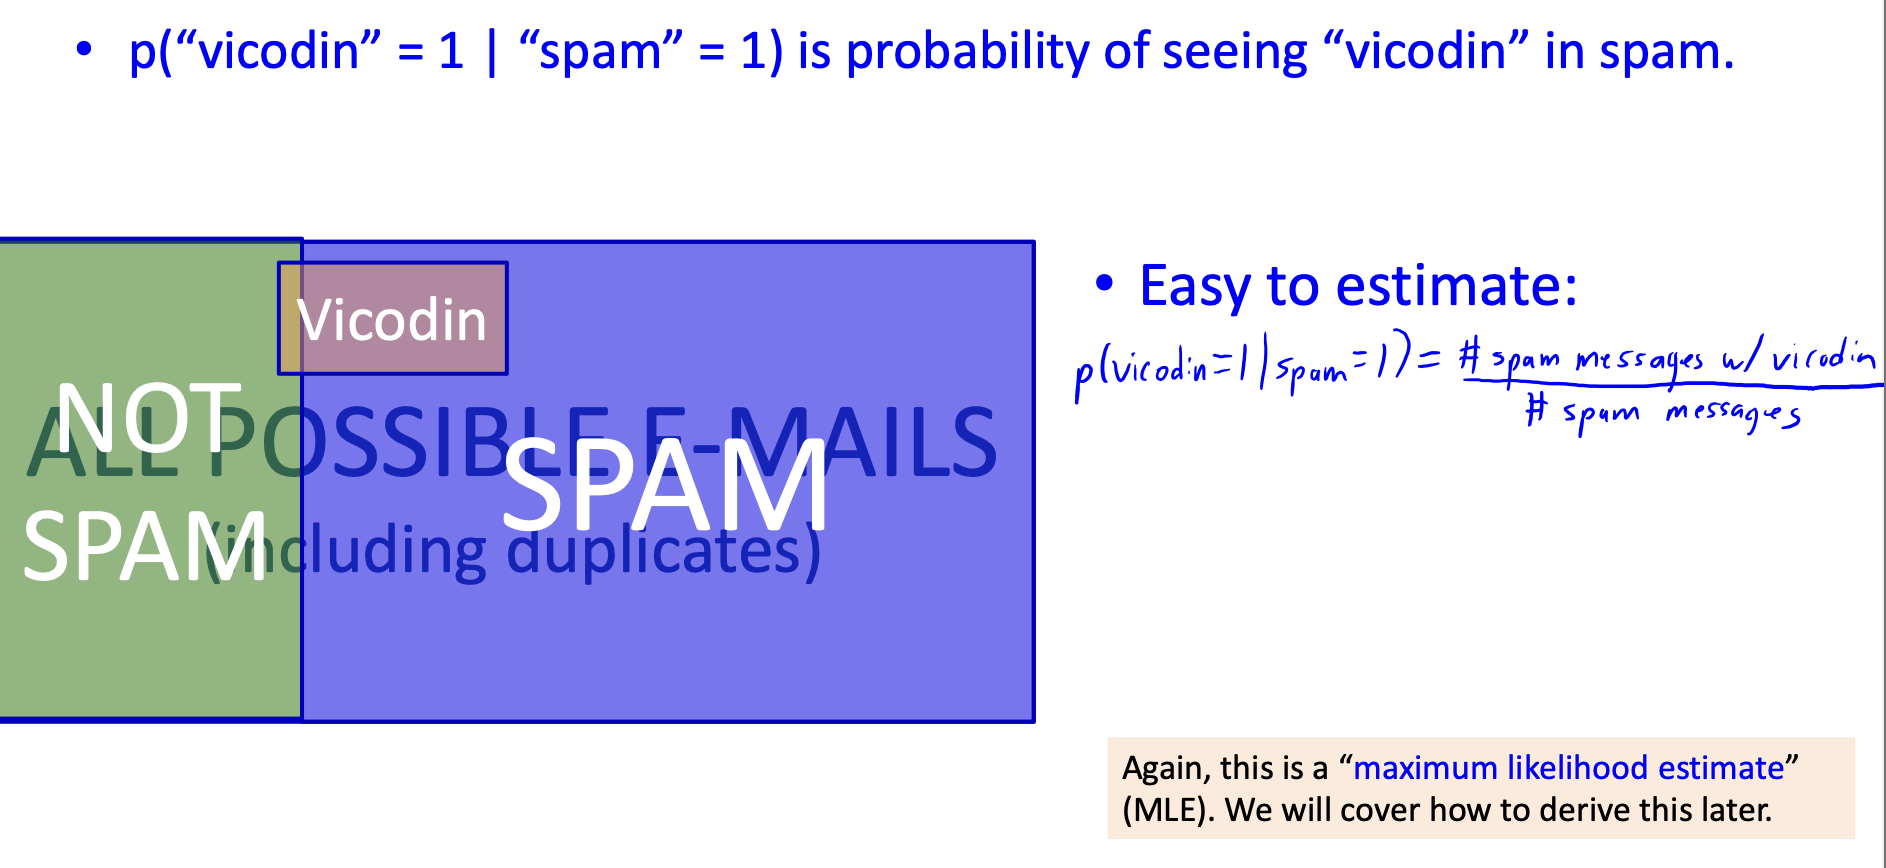 • p(“vicodin” = 1 | “spam” = 1) is probability of seeing “vicodin” in spam.
Vicodin
NOT
SPAM
ALL POSSIBLE E-MAILS
(including duplicates)
SPAM
• Easy to estimate:
p(vicodin=1|spam=1) = # spam messages w/ vicodin
# spam messages
Again, this is a “maximum likelihood estimate”
(MLE). We will cover how to derive this later.